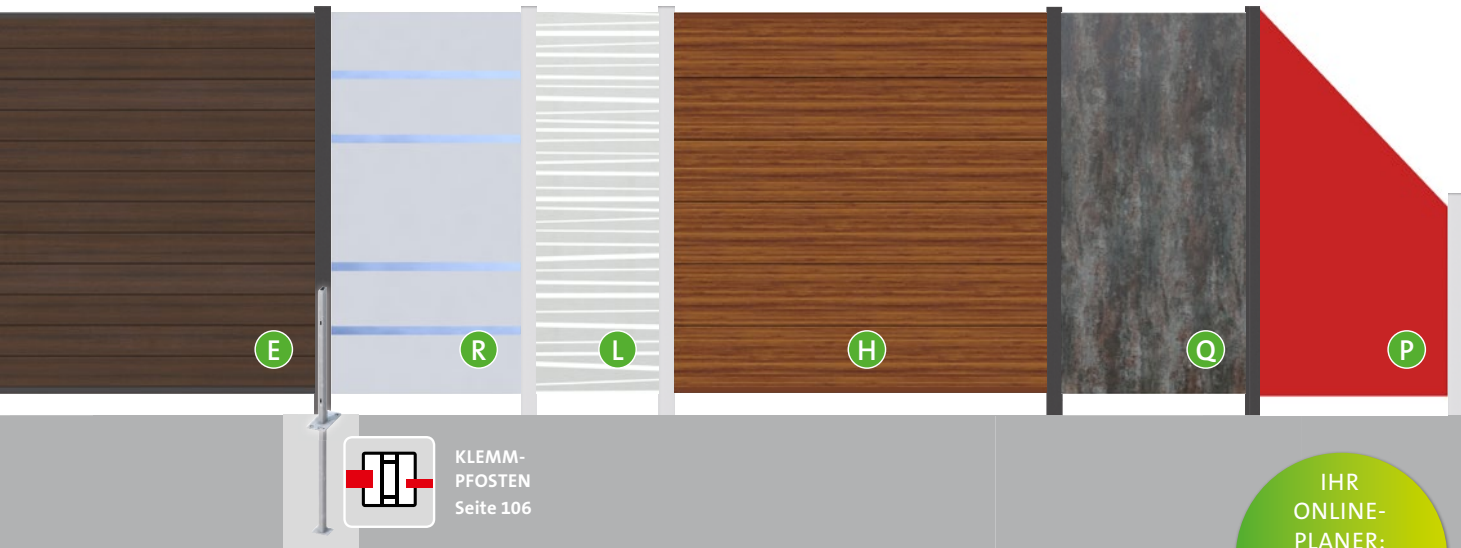 E
R
L
H
Q
P
KLEMM-
PFOSTEN
Seite 106
IHR
ONLINE-
PLANER: